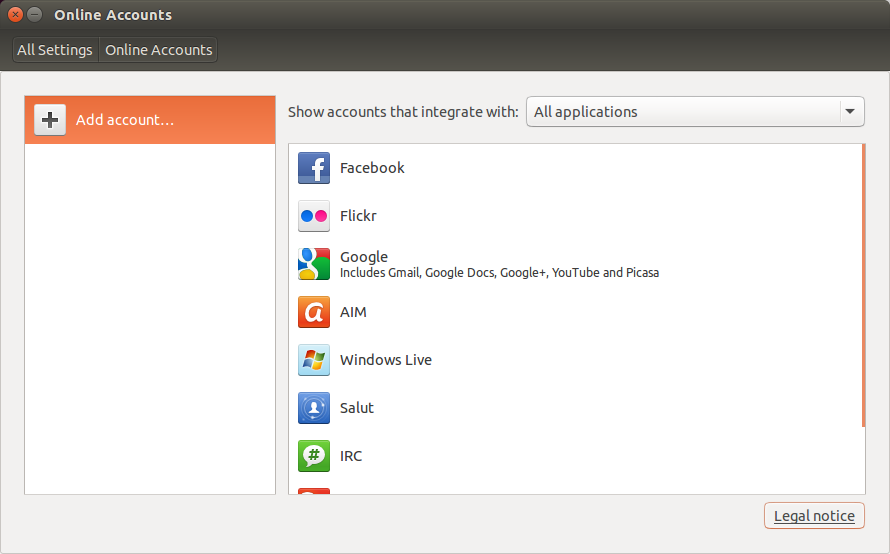 Online Accounts
All Settings
Online Accounts
Add account...
Show accounts that integrate with:
All applications
Facebook
Flickr
Google
Includes Gmail, Google Docs, Google+, YouTube and Picasa
AIM
Windows Live
Salut
#
IRC
Legal notice